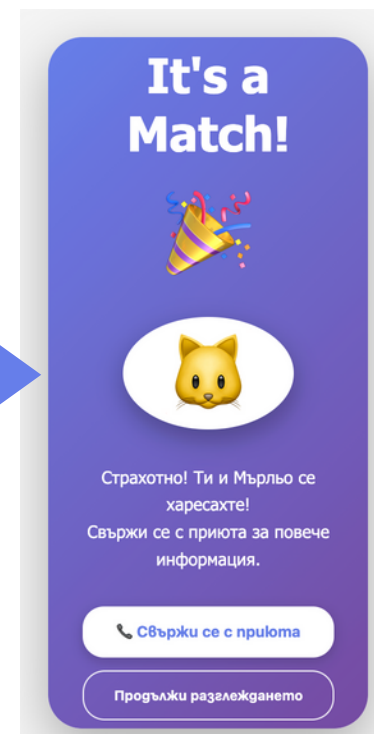 It's a
Match!
Страхотно! Ти и Мърльо се
харесахте!
Свържи се с приюта за повече
информация.
Свържи се с приюта
Продължи разглеждането